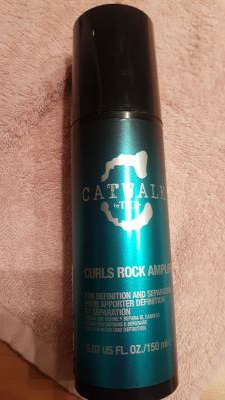 CATWALK
by TIGI
CURLS ROCK AMPLIF
FOR DEFINITION AND SEPARATION
POUR APPORTER DÉFINITION
ET SÉPARATION
5.07 US FL. OZ./150 ml